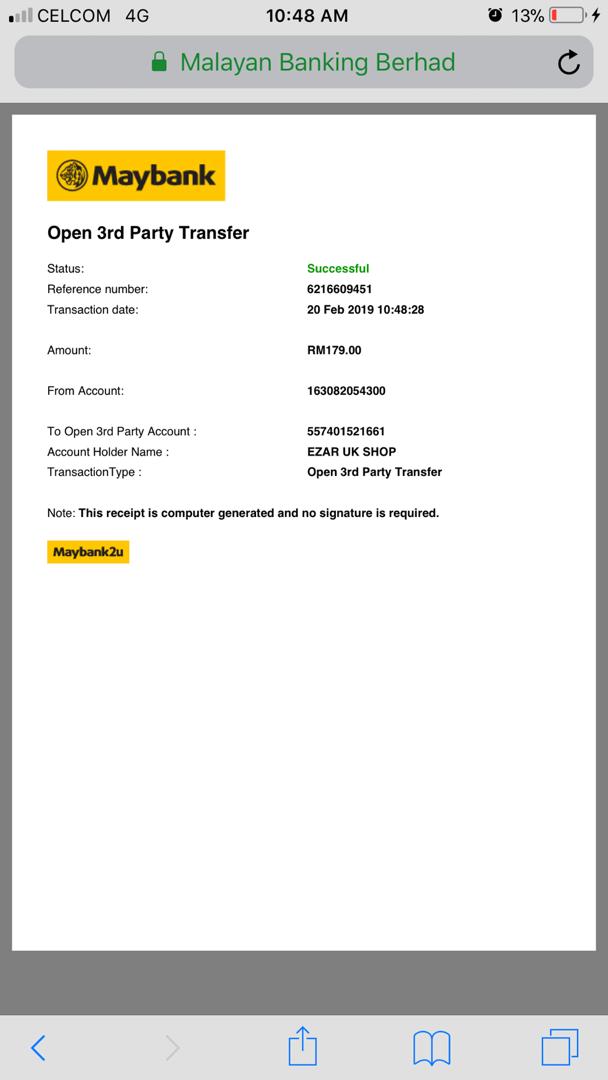 CELCOM 4G 10:48 AM 13%
Malayan Banking Berhad
Maybank
Open 3rd Party Transfer
Status: Successful
Reference number: 6216609451
Transaction date: 20 Feb 2019 10:48:28
Amount: RM179.00
From Account: 163082054300
To Open 3rd Party Account : 557401521661
Account Holder Name : EZAR UK SHOP
TransactionType : Open 3rd Party Transfer
Note: This receipt is computer generated and no signature is required.
Maybank2u